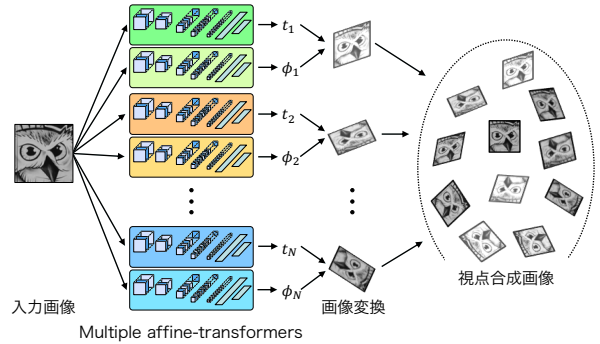 t₁
ϕ₁
t₂
ϕ₂
t_N
ϕ_N
入力画像
画像変換
視点合成画像
Multiple affine-transformers